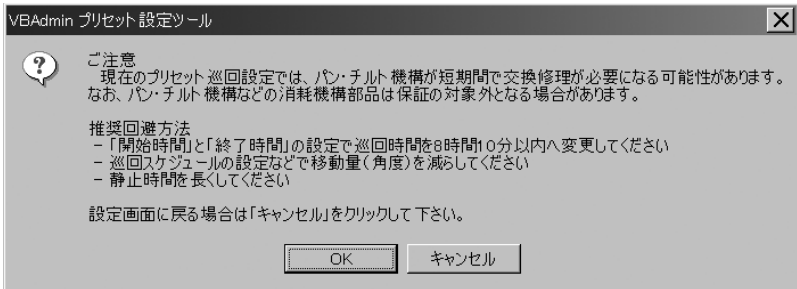 VBAdmin プリセット設定ツール
ご注意
現在のプリセット巡回設定では、パン・チルト機構が短期間で交換修理が必要になる可能性があります。
なお、パン・チルト機構などの消耗機構部品は保証の対象外となる場合があります。
推奨回避方法
－「開始時間」と「終了時間」の設定で巡回時間を8時間10分以内へ変更してください
－ 巡回スケジュールの設定などで移動量(角度)を減らしてください
－ 静止時間を長くしてください
設定画面に戻る場合は「キャンセル」をクリックして下さい。
OK キャンセル